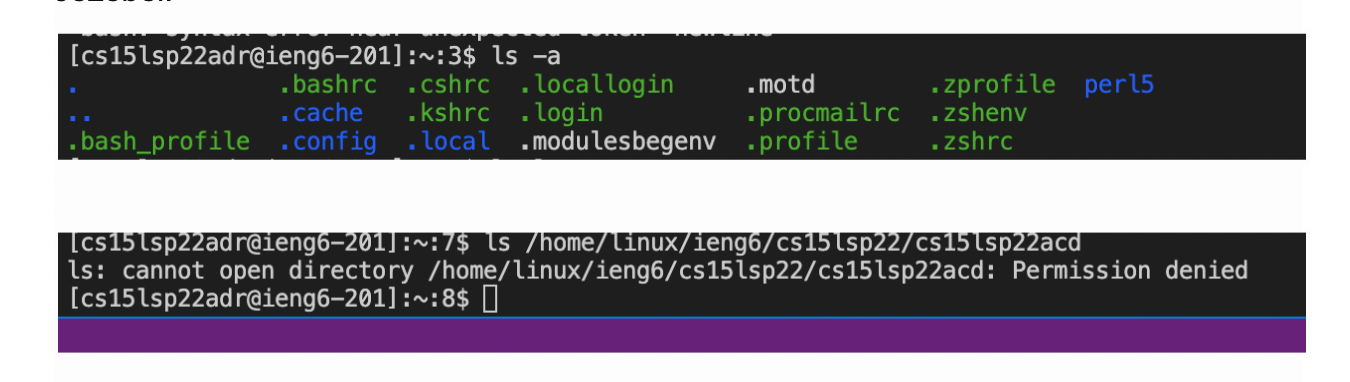 [cs15lsp22adr@ieng6-201]:~:3$ ls -a
. .bashrc .cshrc .locallogin .motd .zprofile perl5
.. .cache .kshrc .login .procmailrc .zshenv
.bash_profile .config .local .modulesbegenv .profile .zshrc
[cs15lsp22adr@ieng6-201]:~:7$ ls /home/linux/ieng6/cs15lsp22/cs15lsp22acd
ls: cannot open directory /home/linux/ieng6/cs15lsp22/cs15lsp22acd: Permission denied
[cs15lsp22adr@ieng6-201]:~:8$